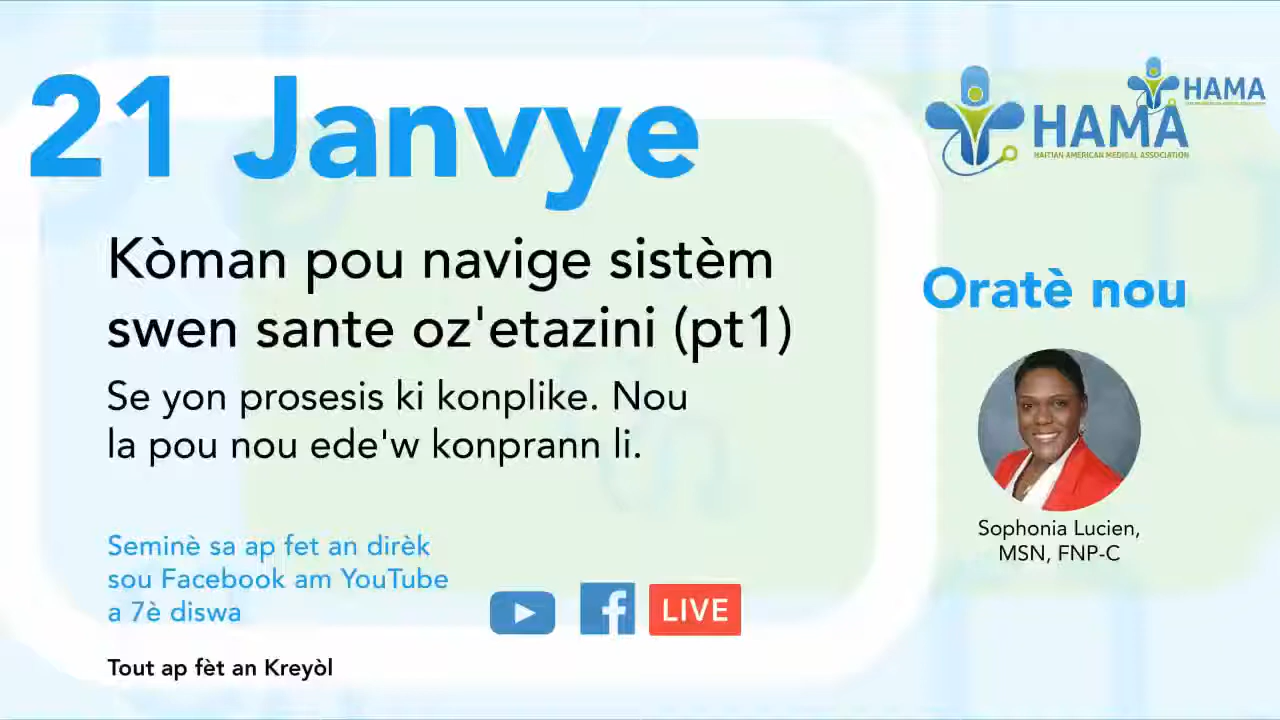 21 Janvye
Kòman pou navige sistèm
swen sante oz'etazini (pt1)
Se yon prosesis ki konplike. Nou
la pou nou ede'w konprann li.
Seminè sa ap fet an dirèk
sou Facebook am YouTube
a 7è diswa
LIVE
Tout ap fèt an Kreyòl
HAMA
HAITIAN AMERICAN MEDICAL ASSOCIATION
HAMA
Oratè nou
Sophonia Lucien,
MSN, FNP-C